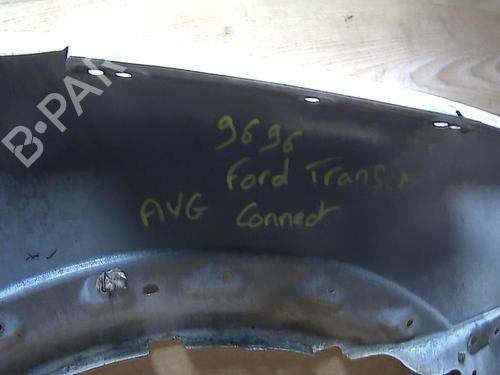 B-PAR
9696
Ford Transit
AVG Connect